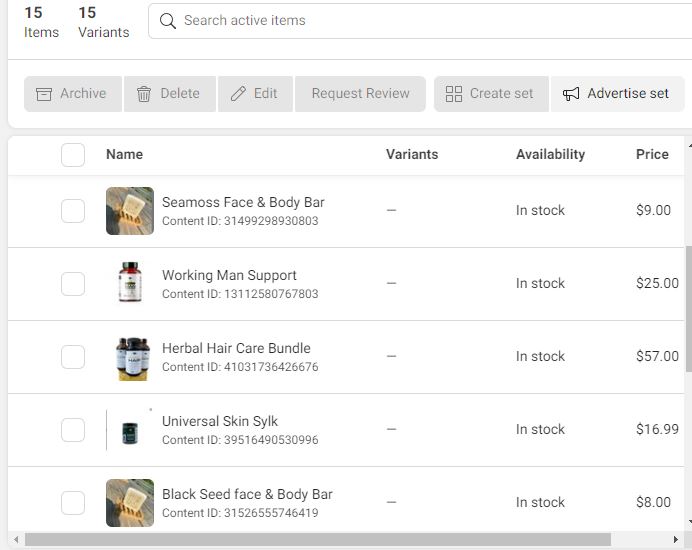 15 15
Items Variants
Search active items
Archive Delete Edit Request Review Create set Advertise set
Name Variants Availability Price
Seamoss Face & Body Bar
Content ID: 31499298930803
– In stock $9.00
Working Man Support
Content ID: 13112580767803
– In stock $25.00
Herbal Hair Care Bundle
Content ID: 41031736426676
– In stock $57.00
HAIR
Universal Skin Sylk
Content ID: 39516490530996
– In stock $16.99
Black Seed face & Body Bar
Content ID: 31526555746419
– In stock $8.00